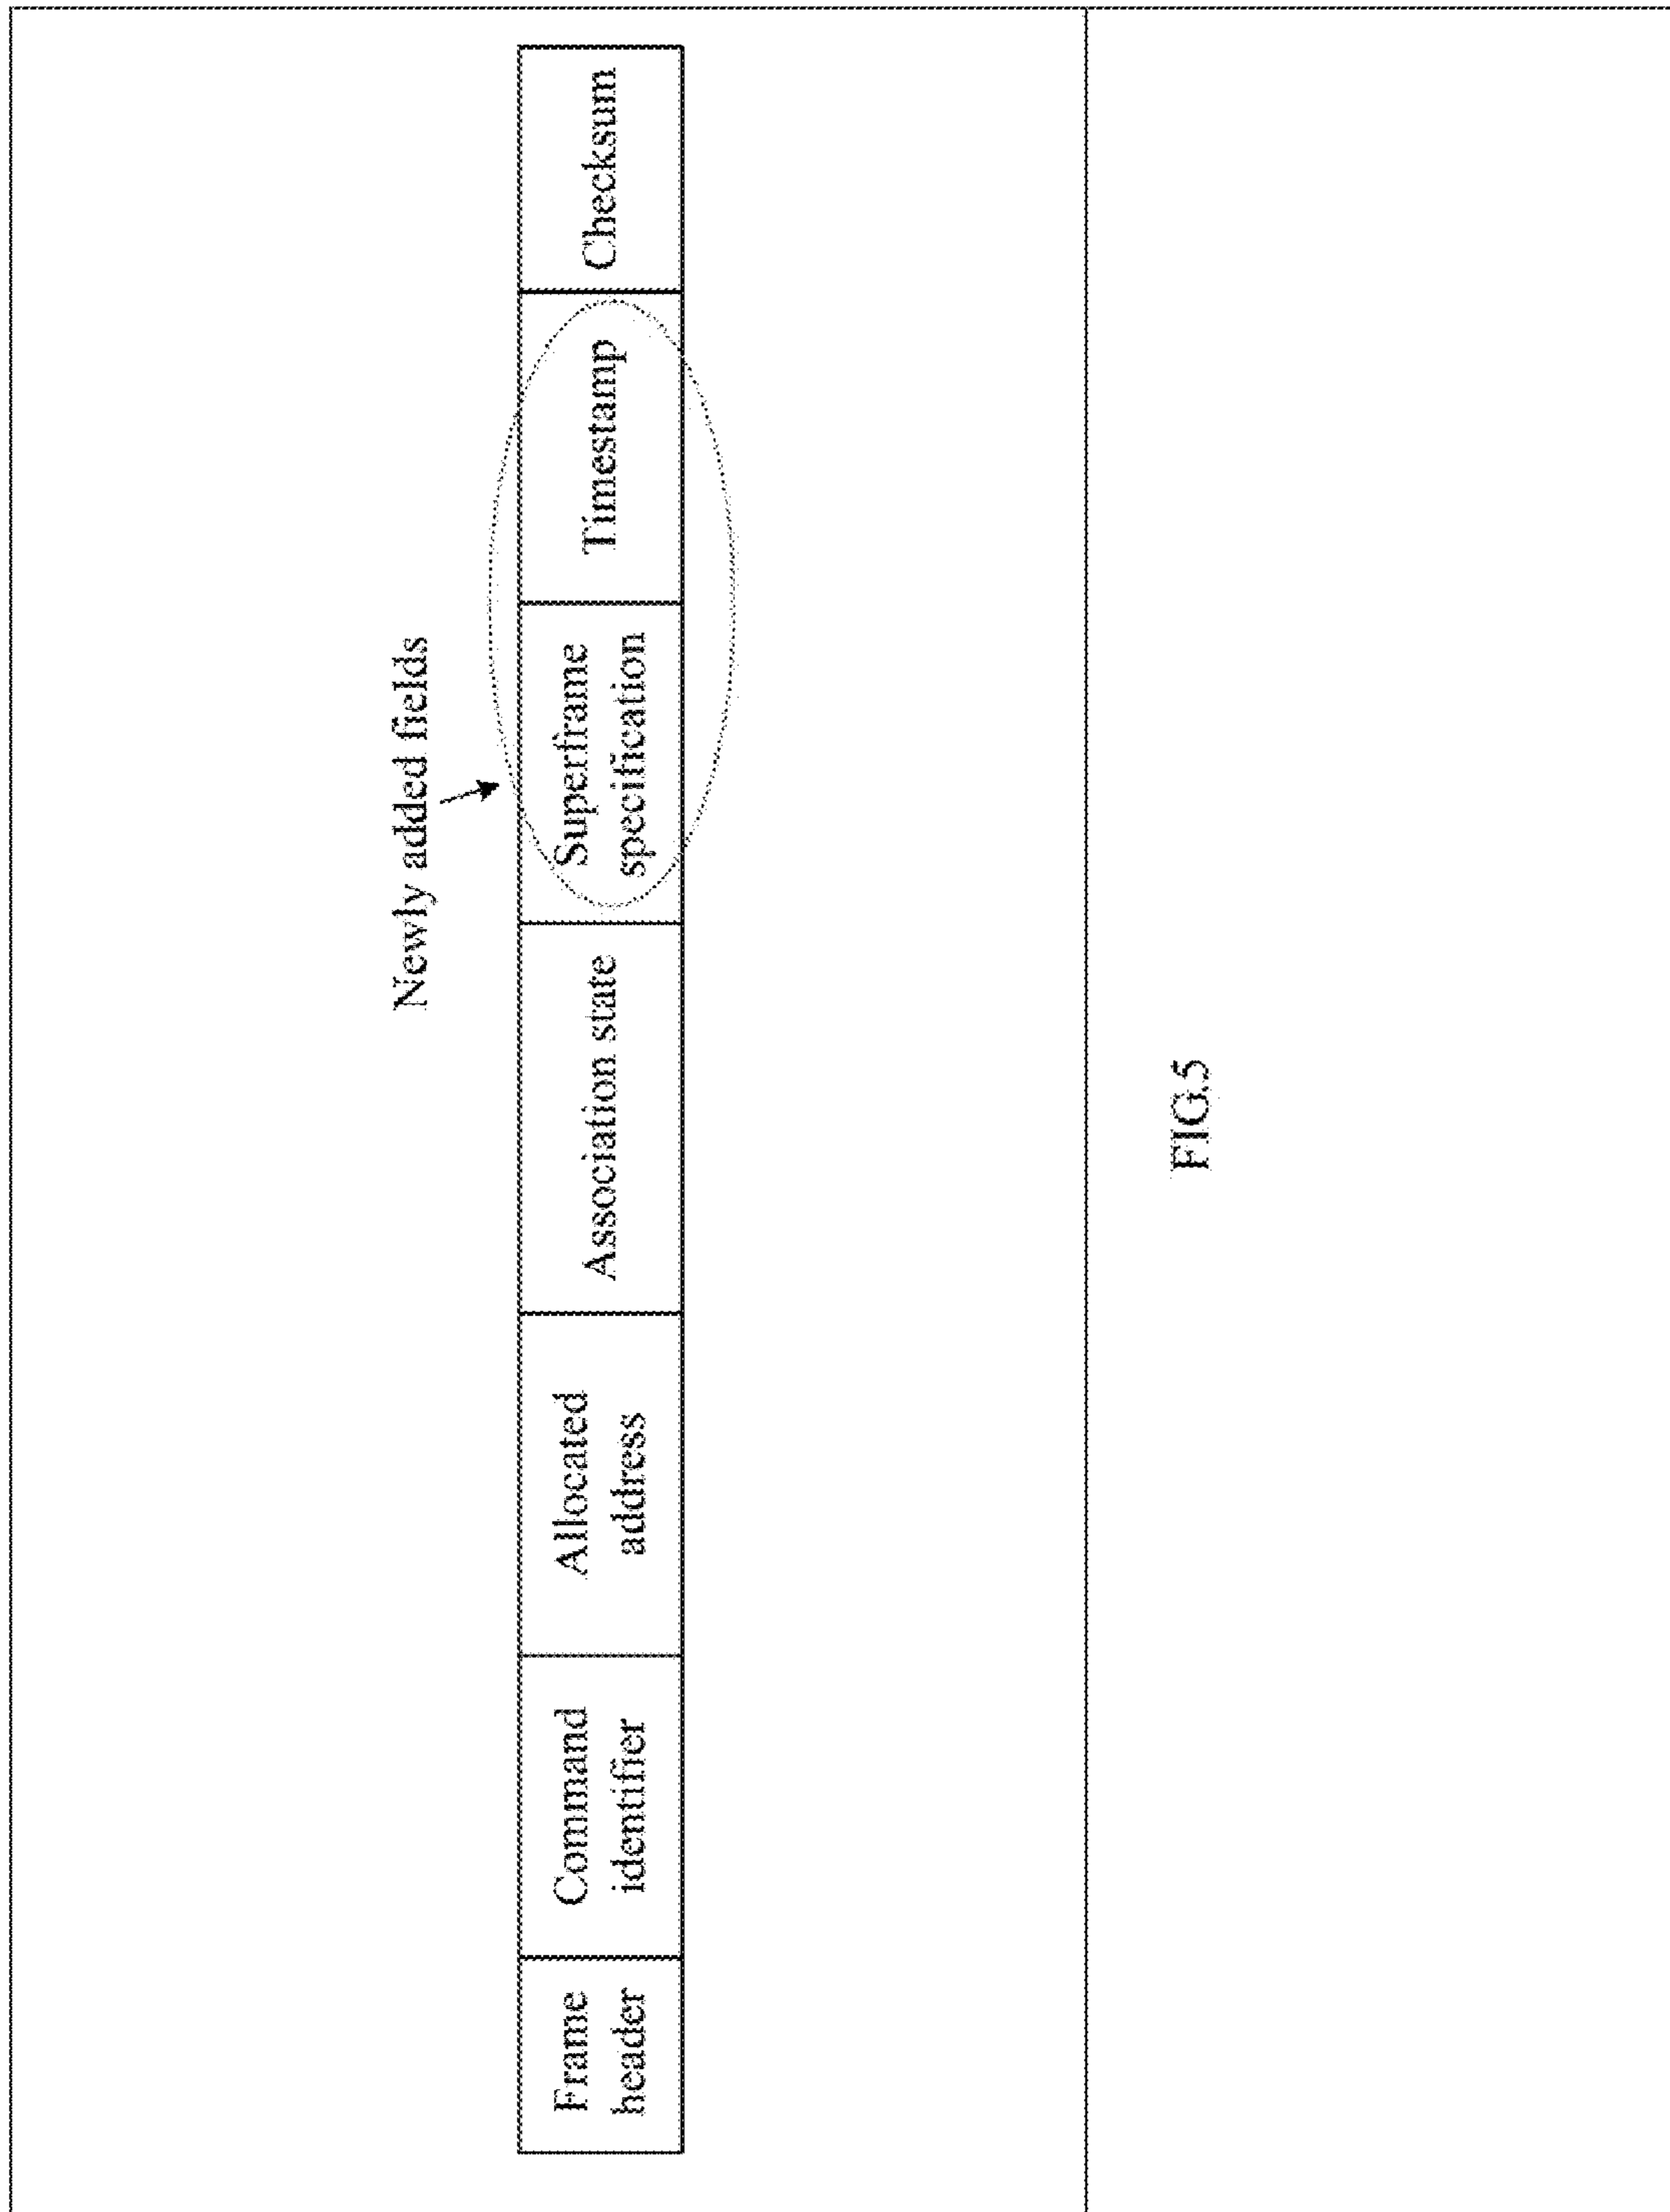 Newly added fields
Frame
header
Command
identifier
Allocated
address
Association state
Superframe
specification
Timestamp
Checksum
FIG.5